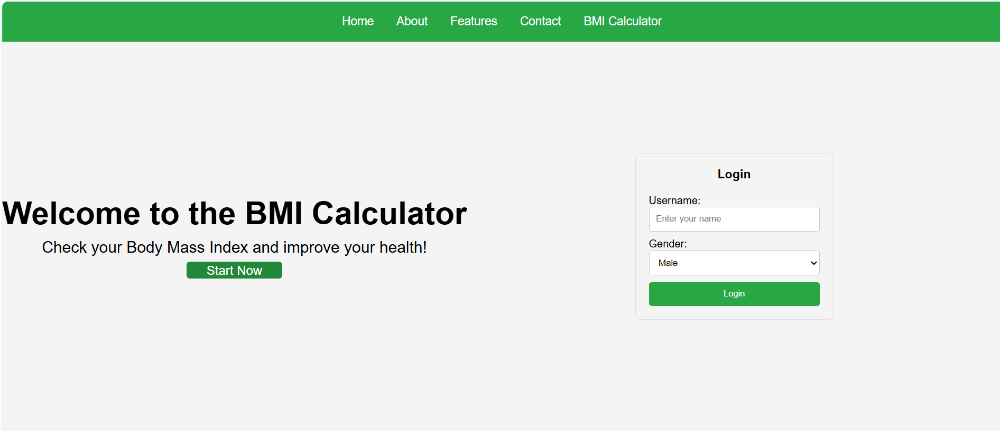 Home About Features Contact BMI Calculator
Welcome to the BMI Calculator
Check your Body Mass Index and improve your health!
Start Now
Login
Username:
Enter your name
Gender:
Male
Login